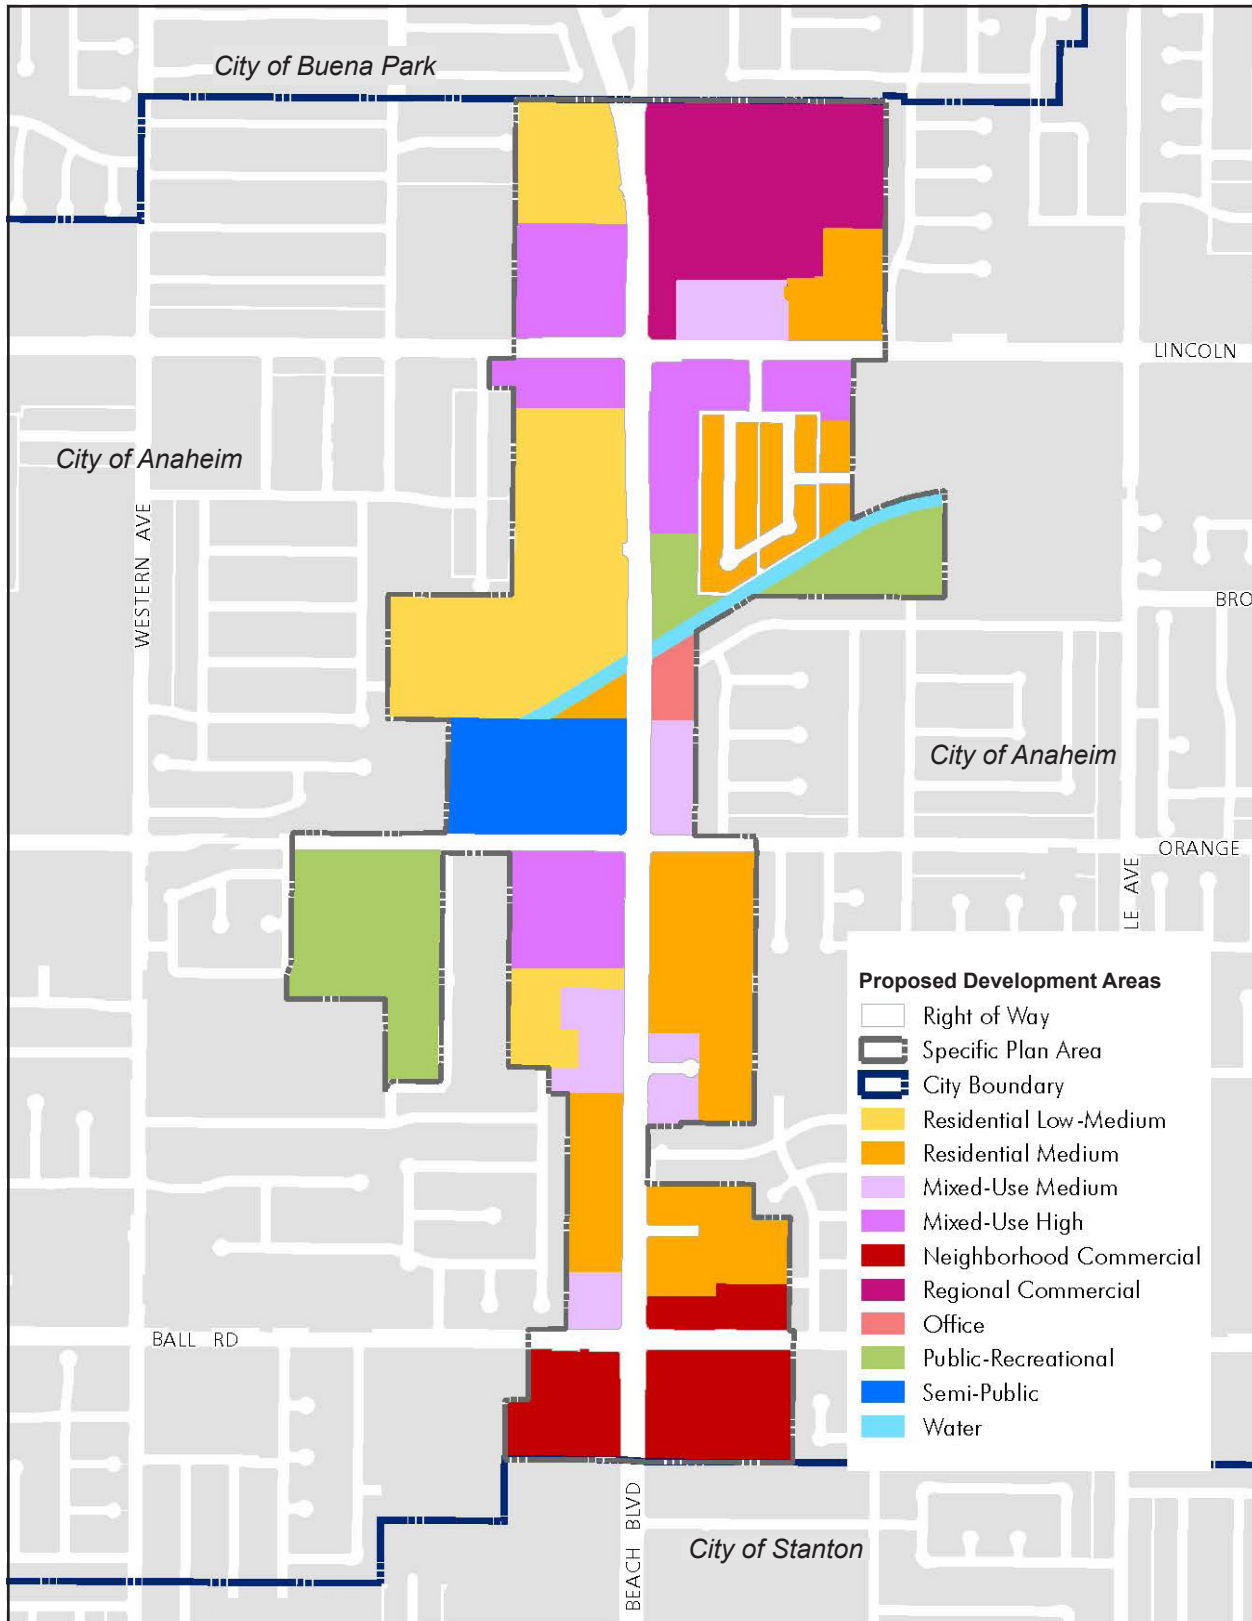 City of Buena Park
LINCOLN
City of Anaheim
WESTERN AVE
BRO
City of Anaheim
ORANGE
LE AVE
Proposed Development Areas
Right of Way
Specific Plan Area
City Boundary
Residential Low-Medium
Residential Medium
Mixed-Use Medium
Mixed-Use High
Neighborhood Commercial
Regional Commercial
Office
Public-Recreational
Semi-Public
Water
BALL RD
BEACH BLVD
City of Stanton